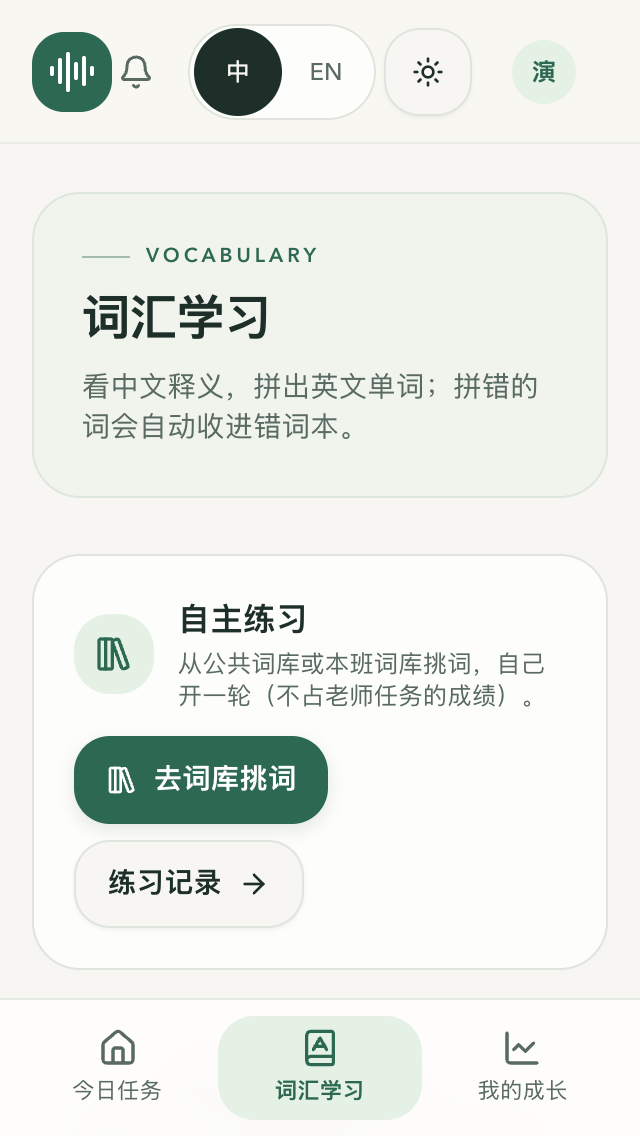 中
EN
演
VOCABULARY
词汇学习
看中文释义，拼出英文单词；拼错的
词会自动收进错词本。
自主练习
从公共词库或本班词库挑词，自己
开一轮（不占老师任务的成绩）。
去词库挑词
练习记录
今日任务
词汇学习
我的成长